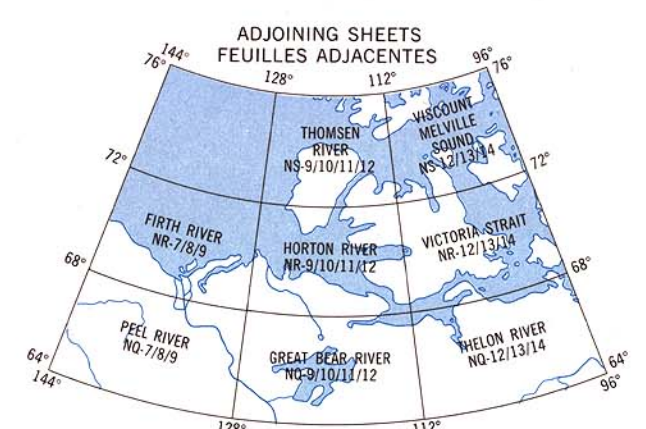 ADJOINING SHEETS
FEUILLES ADJACENTES
144°
128°
112°
96°
76°
76°
THOMSEN
RIVER
NS-9/10/11/12
VISCOUNT
MELVILLE
SOUND
NS-12/13/14
72°
72°
FIRTH RIVER
NR-7/8/9
HORTON RIVER
NR-9/10/11/12
VICTORIA STRAIT
NR-12/13/14
68°
68°
PEEL RIVER
NQ-7/8/9
GREAT BEAR RIVER
NQ-9/10/11/12
THELON RIVER
NQ-12/13/14
64°
144°
64°
96°
128°
112°